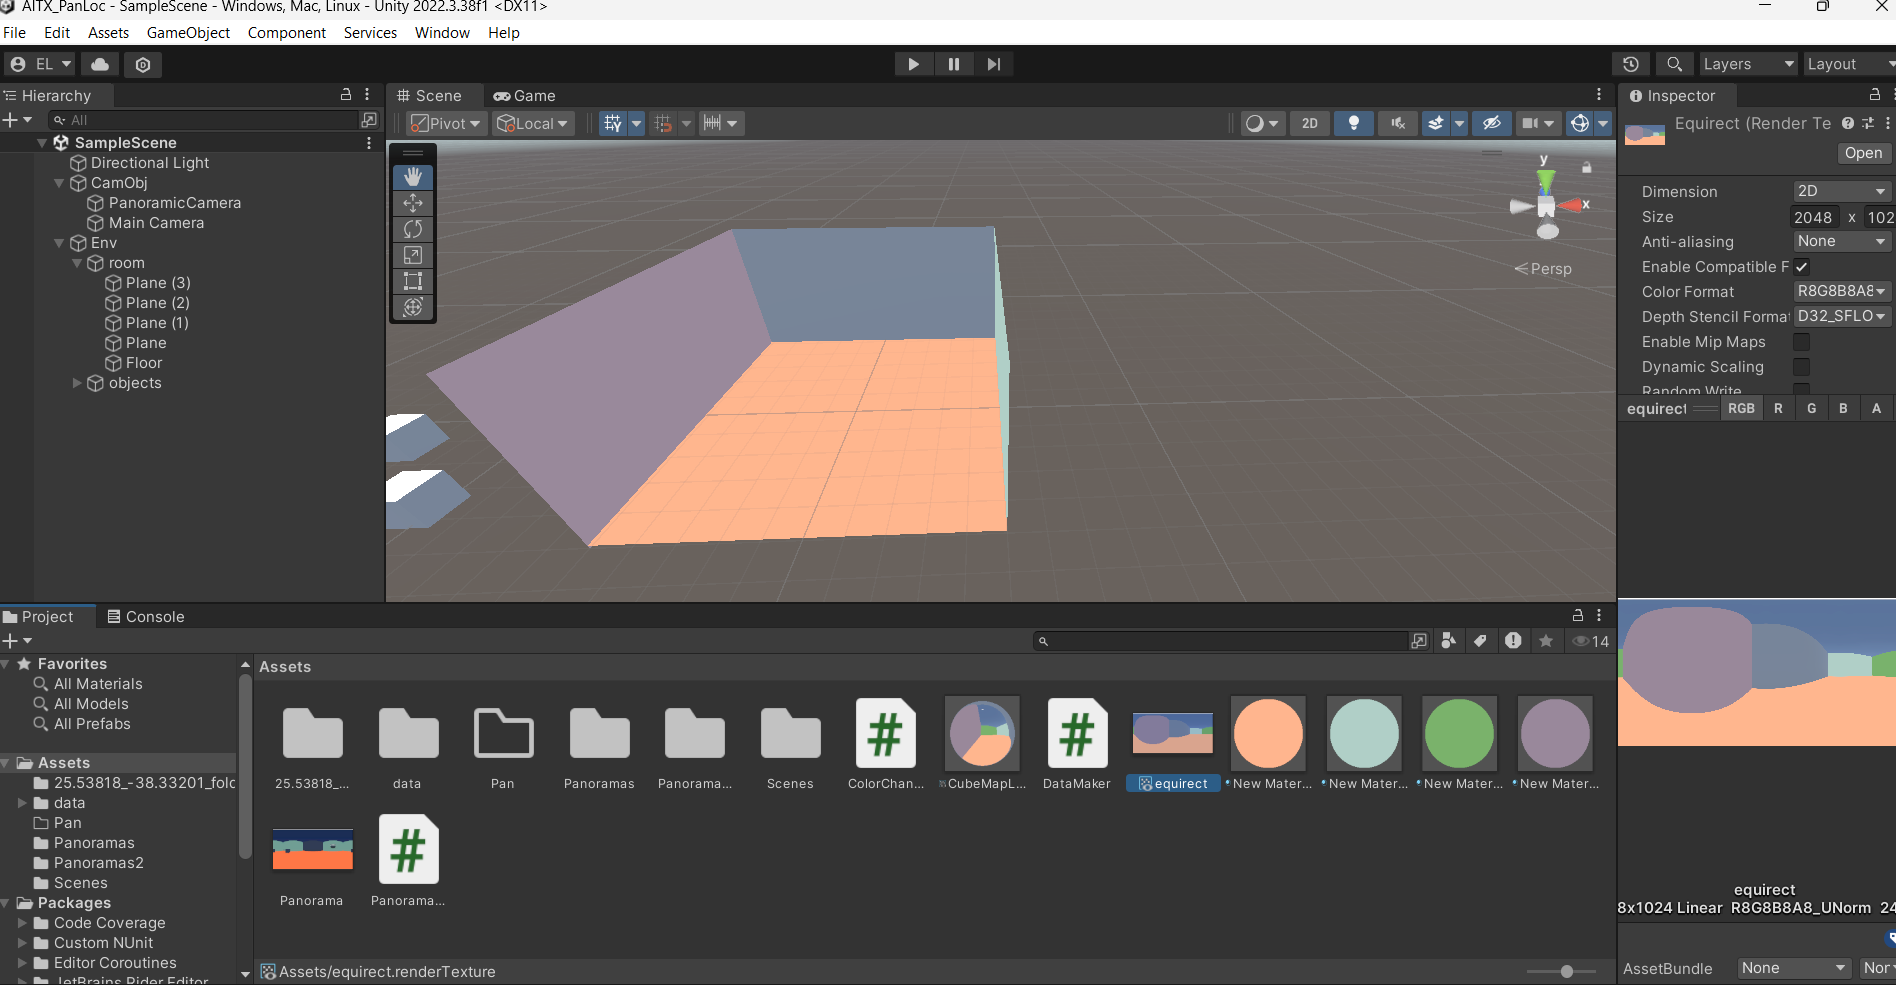 AITX_PanLoc - SampleScene - Windows, Mac, Linux - Unity 2022.3.38f1 <DX11>
File Edit Assets GameObject Component Services Window Help
EL
Layers Layout
Hierarchy
All
SampleScene
Directional Light
CamObj
PanoramicCamera
Main Camera
Env
room
Plane (3)
Plane (2)
Plane (1)
Plane
Floor
objects
Scene Game
Pivot Local 2D
y
x
Persp
Inspector
Equirect (Render Te
Open
Dimension 2D
Size 2048 x 102
Anti-aliasing None
Enable Compatible F
Color Format R8G8B8A8
Depth Stencil Format D32_SFLO
Enable Mip Maps
Dynamic Scaling
Random Write
equirect RGB R G B A
equirect
8x1024 Linear R8G8B8A8_UNorm 24
AssetBundle None Nor
Project Console
14
Favorites
All Materials
All Models
All Prefabs
Assets
25.53818_-38.33201_folc
data
Pan
Panoramas
Panoramas2
Scenes
Packages
Code Coverage
Custom NUnit
Editor Coroutines
JetBrains Rider Editor
Assets
25.53818_... data Pan Panoramas Panorama... Scenes ColorChan... CubeMapL... DataMaker equirect New Mater... New Mater... New Mater... New Mater...
Panorama Panorama...
Assets/equirect.renderTexture